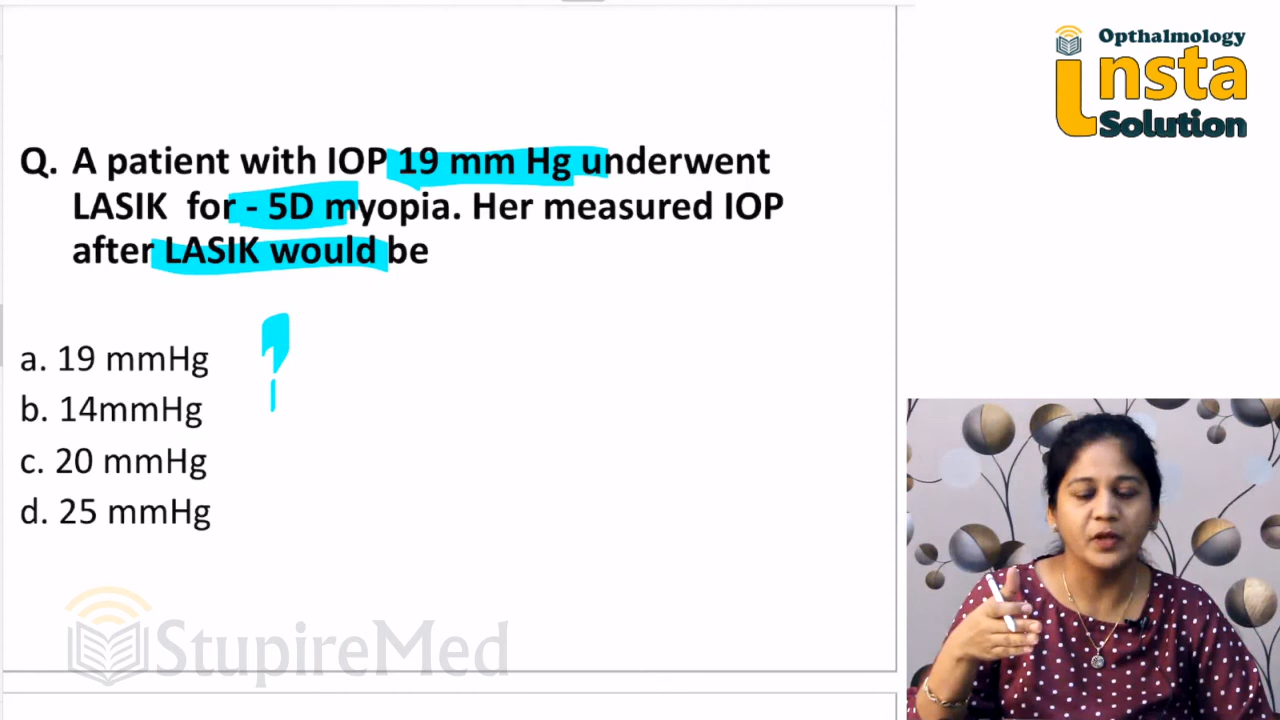 Opthalmology
insta
Solution
Q. A patient with IOP 19 mm Hg underwent
LASIK for - 5D myopia. Her measured IOP
after LASIK would be
a. 19 mmHg
b. 14mmHg
c. 20 mmHg
d. 25 mmHg
StupireMed